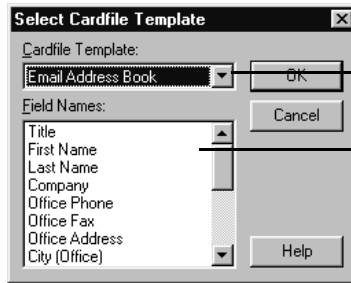 Select Cardfile Template
Cardfile Template:
Email Address Book
OK
Field Names:
Cancel
Title
First Name
Last Name
Company
Office Phone
Office Fax
Office Address
City (Office)
Help